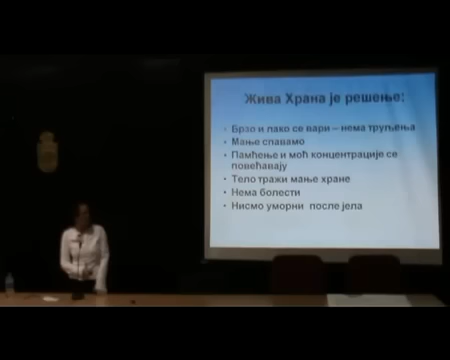 Жива Храна је решење:
• Брзо и лако се вари – нема труљења
• Мање спавамо
• Памћење и моћ концентрације се
повећавају
• Тело тражи мање хране
• Нема болести
• Нисмо уморни после јела